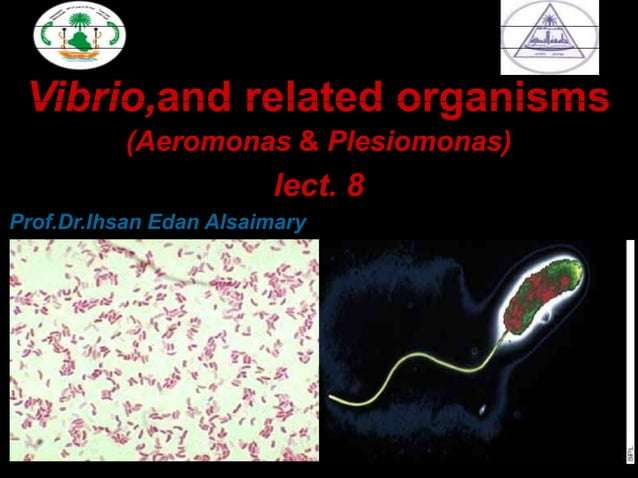 Vibrio,and related organisms
(Aeromonas & Plesiomonas)
lect. 8
Prof.Dr.Ihsan Edan Alsaimary